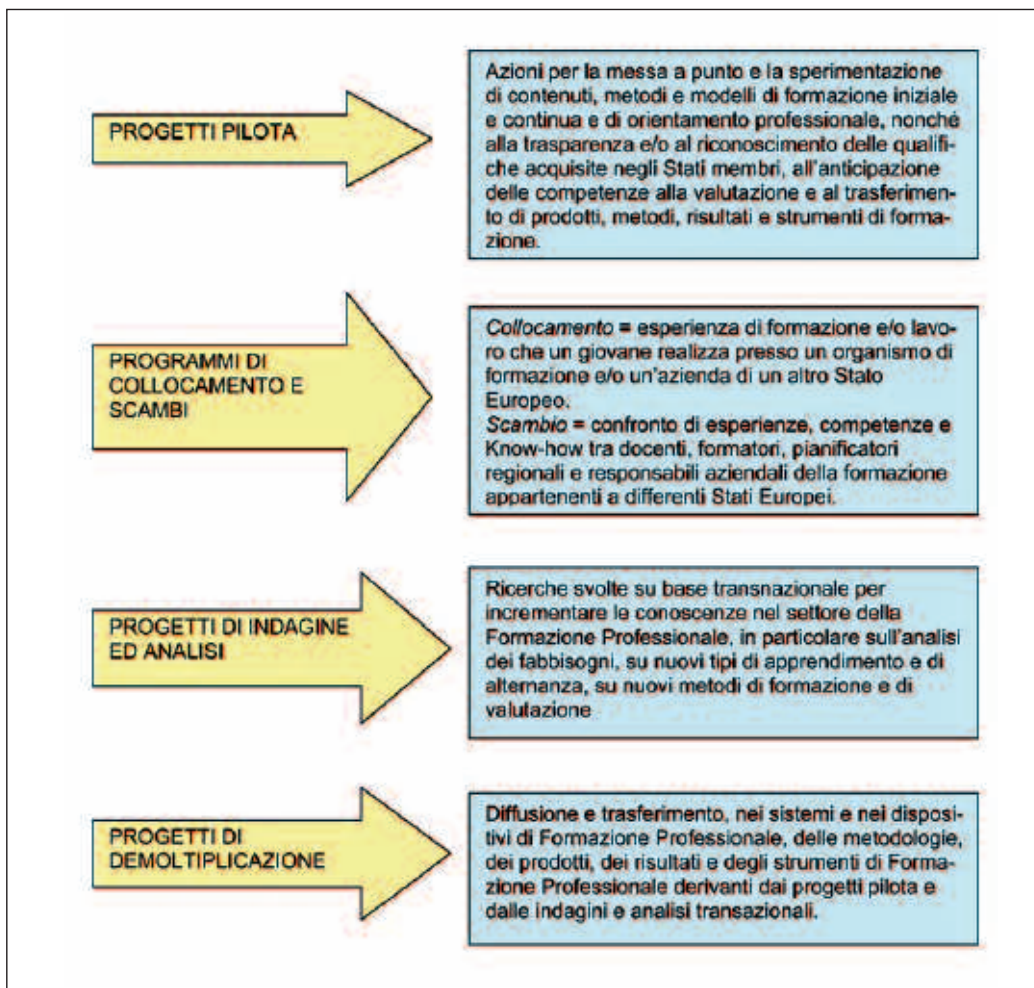 PROGETTI PILOTA
Azioni per la messa a punto e la sperimentazione
di contenuti, metodi e modelli di formazione iniziale
e continua e di orientamento professionale, nonché
alla trasparenza e/o al riconoscimento delle qualifi-
che acquisite negli Stati membri, all'anticipazione
delle competenze alla valutazione e al trasferimen-
to di prodotti, metodi, risultati e strumenti di forma-
zione.
PROGRAMMI DI
COLLOCAMENTO E
SCAMBI
Collocamento = esperienza di formazione e/o lavo-
ro che un giovane realizza presso un organismo di
formazione e/o un'azienda di un altro Stato
Europeo.
Scambio = confronto di esperienze, competenze e
Know-how tra docenti, formatori, pianificatori
regionali e responsabili aziendali della formazione
appartenenti a differenti Stati Europei.
PROGETTI DI INDAGINE
ED ANALISI
Ricerche svolte su base transnazionale per
incrementare le conoscenze nel settore della
Formazione Professionale, in particolare sull'analisi
dei fabbisogni, su nuovi tipi di apprendimento e di
alternanza, su nuovi metodi di formazione e di
valutazione
PROGETTI DI
DEMOLTIPLICAZIONE
Diffusione e trasferimento, nei sistemi e nei disposi-
tivi di Formazione Professionale, delle metodologie,
dei prodotti, dei risultati e degli strumenti di Forma-
zione Professionale derivanti dai progetti pilota e
dalle indagini e analisi transazionali.